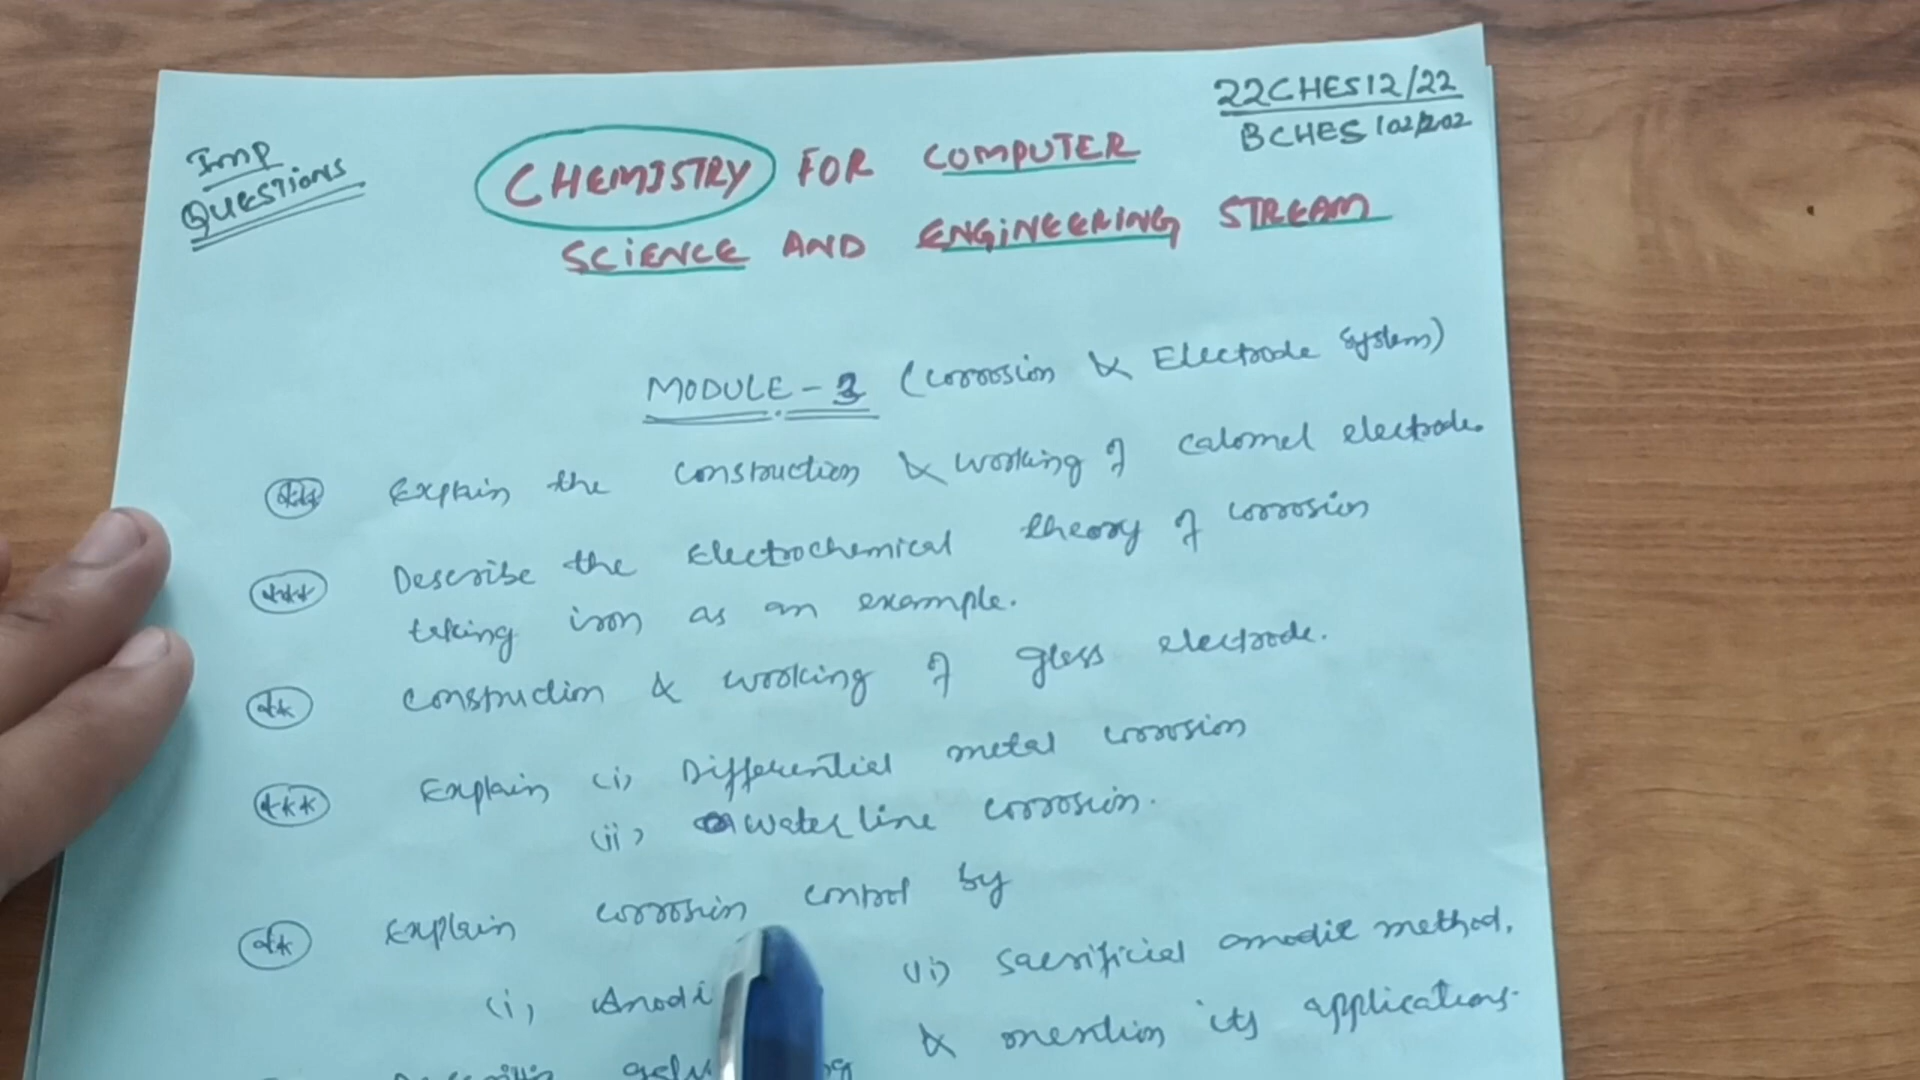 Imp
QUESTIONS
22CHES12/22
BCHES 102/202
CHEMISTRY FOR COMPUTER
SCIENCE AND ENGINEERING STREAM
MODULE - 3 (Corrosion & Electrode System)
*** Explain the construction & working of calomel electrode.
*** Describe the Electrochemical theory of corrosion
taking iron as an example.
** Construction & working of glass electrode.
*** Explain (i) Differential metal corrosion
(ii) water line corrosion.
** Explain corrosion control by
(i) (ii) Sacrificial anodic method.
& mention its applications.